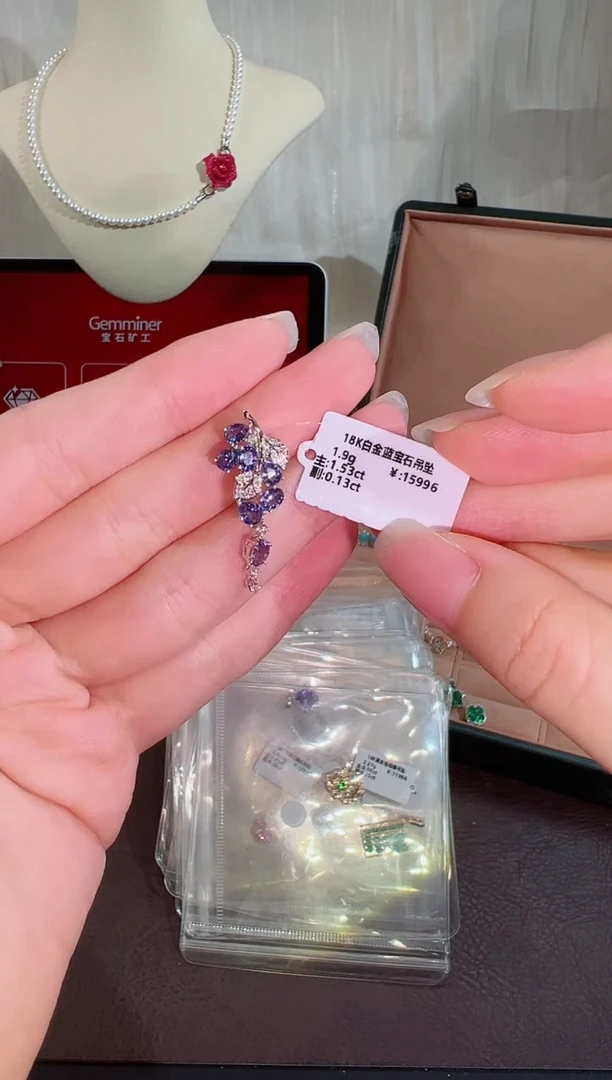 Gemminer
宝石矿工
18K白金蓝宝石吊坠
1.9g
主:1.53ct ¥:15996
副:0.13ct